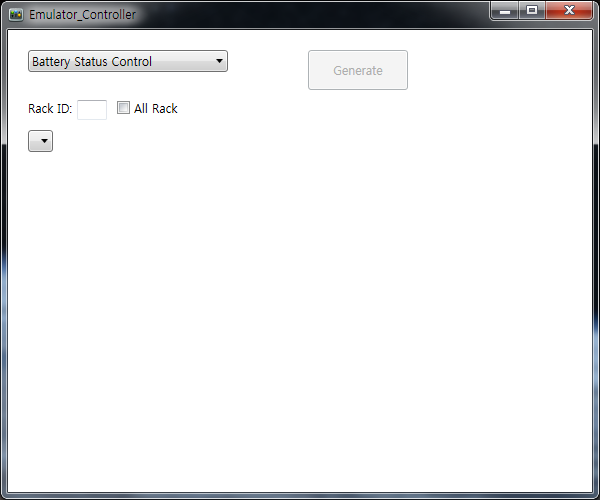 Emulator_Controller
Battery Status Control
Generate
Rack ID:
All Rack